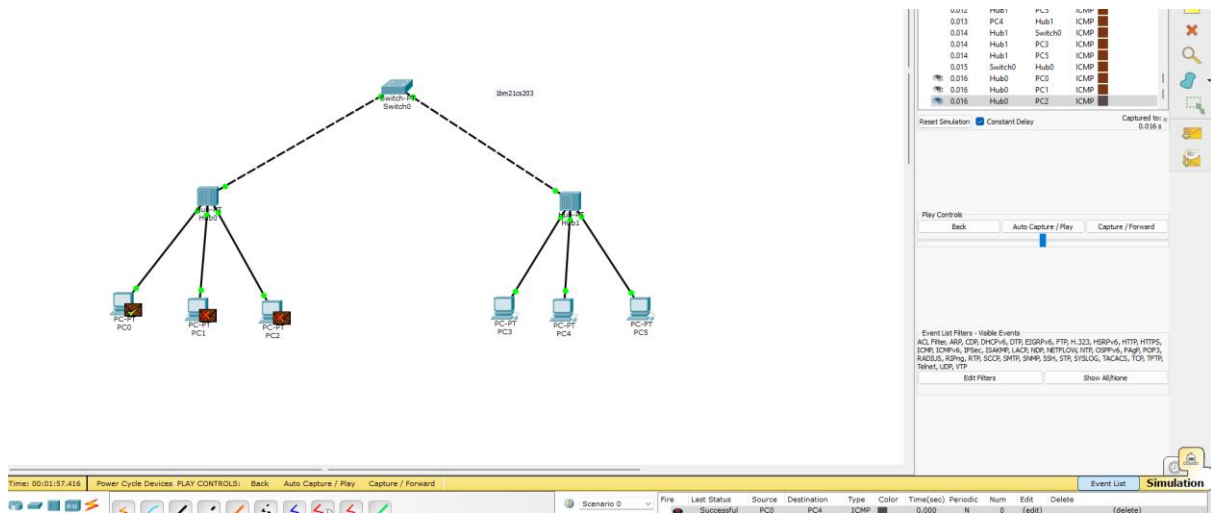 0.012 Hub1 PC3 ICMP
0.013 PC4 Hub1 ICMP
0.014 Hub1 Switch0 ICMP
0.014 Hub1 PC3 ICMP
0.014 Hub1 PC5 ICMP
0.015 Switch0 Hub0 ICMP
0.016 Hub0 PC0 ICMP
0.016 Hub0 PC1 ICMP
0.016 Hub0 PC2 ICMP
Reset Simulation Constant Delay Captured to:
0.016 s
1bm21cs203
Switch-PT
Switch0
Hub-PT
Hub0
Hub-PT
Hub1
PC-PT
PC0
PC-PT
PC1
PC-PT
PC2
PC-PT
PC3
PC-PT
PC4
PC-PT
PC5
Play Controls
Back Auto Capture / Play Capture / Forward
Event List Filters - Visible Events
ACL Filter, ARP, CDP, DHCPv6, DTP, EIGRPv6, FTP, H.323, HSRPv6, HTTP, HTTPS,
ICMP, ICMPv6, IPSec, ISAKMP, LACP, NDP, NETFLOW, NTP, OSPFv6, PAgP, POP3,
RADIUS, RIPng, RTP, SCCP, SMTP, SNMP, SSH, STP, SYSLOG, TACACS, TCP, TFTP,
Telnet, UDP, VTP
Edit Filters Show All/None
Time: 00:01:57.416 Power Cycle Devices PLAY CONTROLS: Back Auto Capture / Play Capture / Forward
Event List Simulation
Scenario 0
Fire Last Status Source Destination Type Color Time(sec) Periodic Num Edit Delete
Successful PC0 PC4 ICMP 0.000 N 0 (edit) (delete)